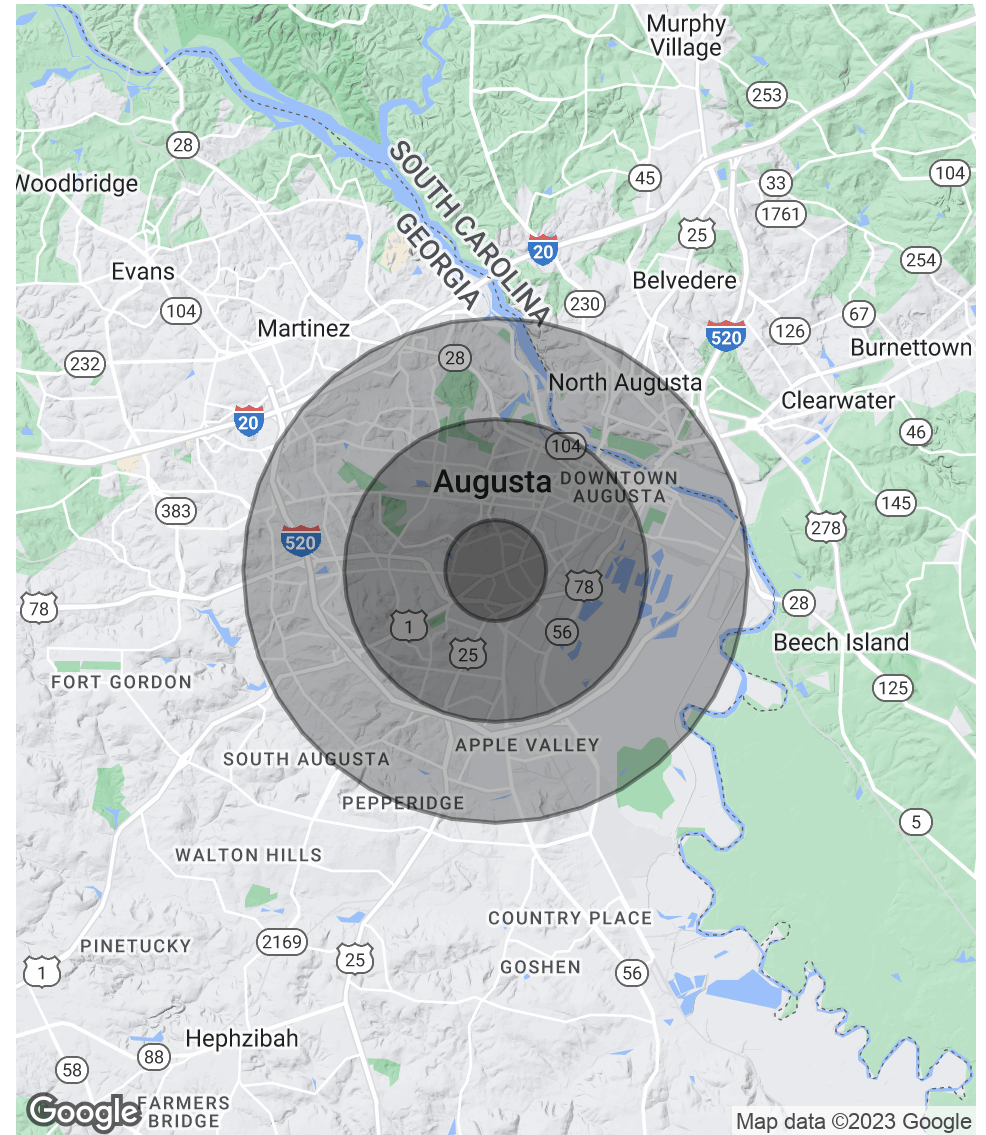 Murphy
Village
253
28
45
104
33
Woodbridge
1761
SOUTH CAROLINA
GEORGIA
25
20
254
Evans
Belvedere
104
230
67
Martinez
126
520
28
Burnettown
232
North Augusta
Clearwater
20
46
104
Augusta
DOWNTOWN
AUGUSTA
145
383
278
520
78
78
28
1
56
Beech Island
25
FORT GORDON
125
APPLE VALLEY
SOUTH AUGUSTA
PEPPERIDGE
5
WALTON HILLS
COUNTRY PLACE
2169
PINETUCKY
25
GOSHEN
1
56
Hephzibah
88
58
FARMERS
BRIDGE
Google
Map data ©2023 Google